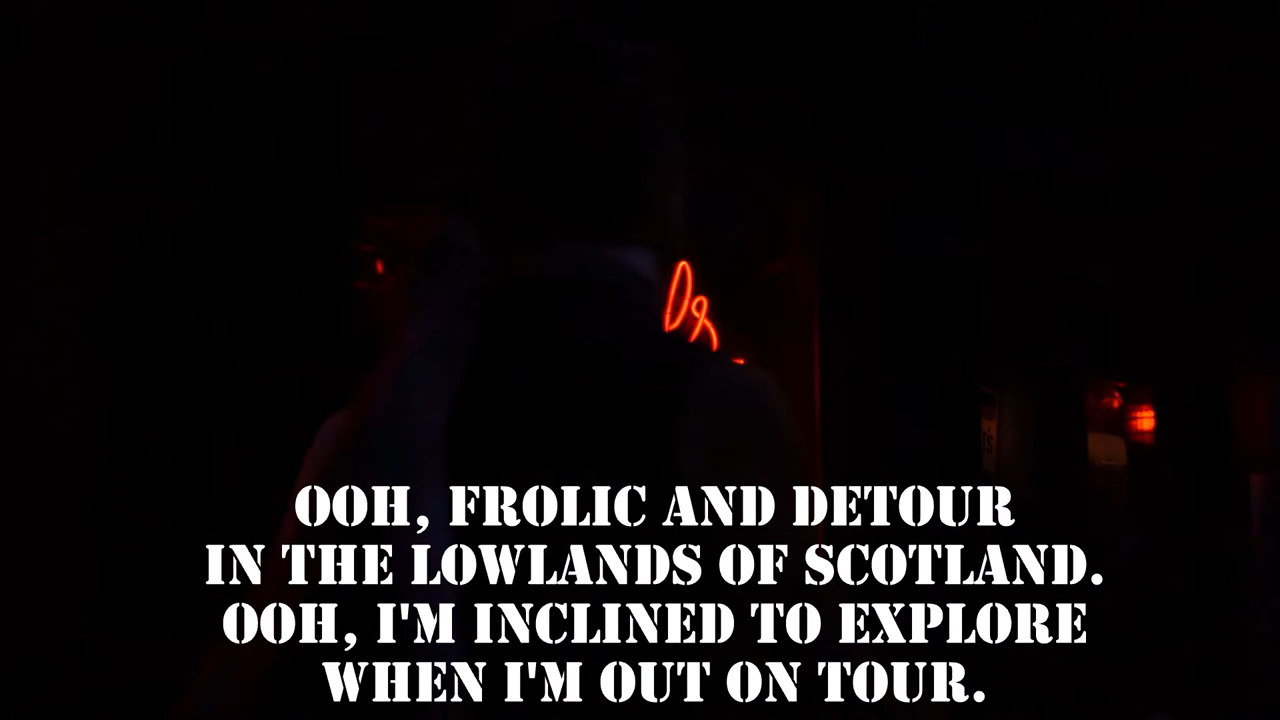 OOH, FROLIC AND DETOUR
IN THE LOWLANDS OF SCOTLAND.
OOH, I'M INCLINED TO EXPLORE
WHEN I'M OUT ON TOUR.